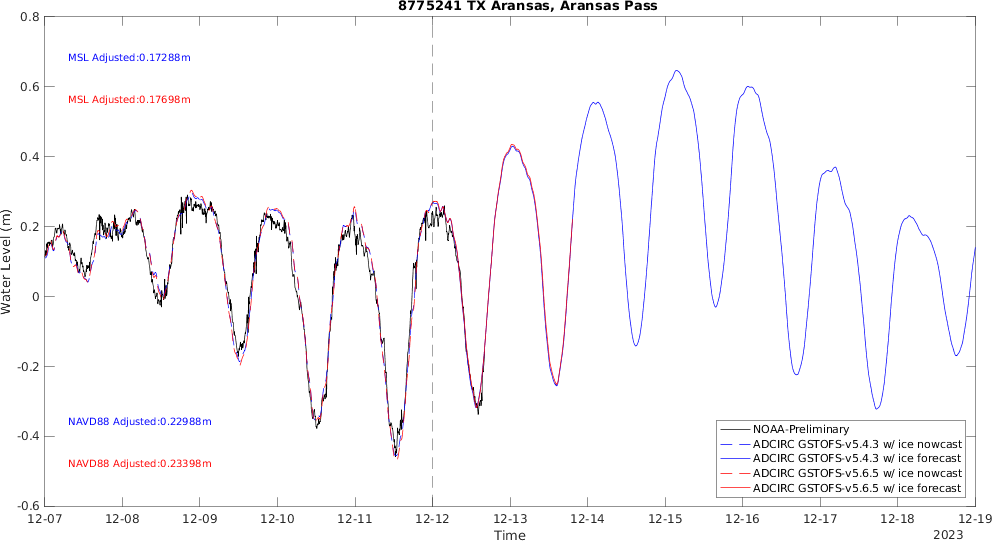 8775241 TX Aransas, Aransas Pass
0.8
0.6
0.4
0.2
0
-0.2
-0.4
-0.6
Water Level (m)
MSL Adjusted:0.17288m
MSL Adjusted:0.17698m
NAVD88 Adjusted:0.22988m
NAVD88 Adjusted:0.23398m
NOAA-Preliminary
ADCIRC GSTOFS-v5.4.3 w/ ice nowcast
ADCIRC GSTOFS-v5.4.3 w/ ice forecast
ADCIRC GSTOFS-v5.6.5 w/ ice nowcast
ADCIRC GSTOFS-v5.6.5 w/ ice forecast
12-07 12-08 12-09 12-10 12-11 12-12 12-13 12-14 12-15 12-16 12-17 12-18 12-19
Time
2023